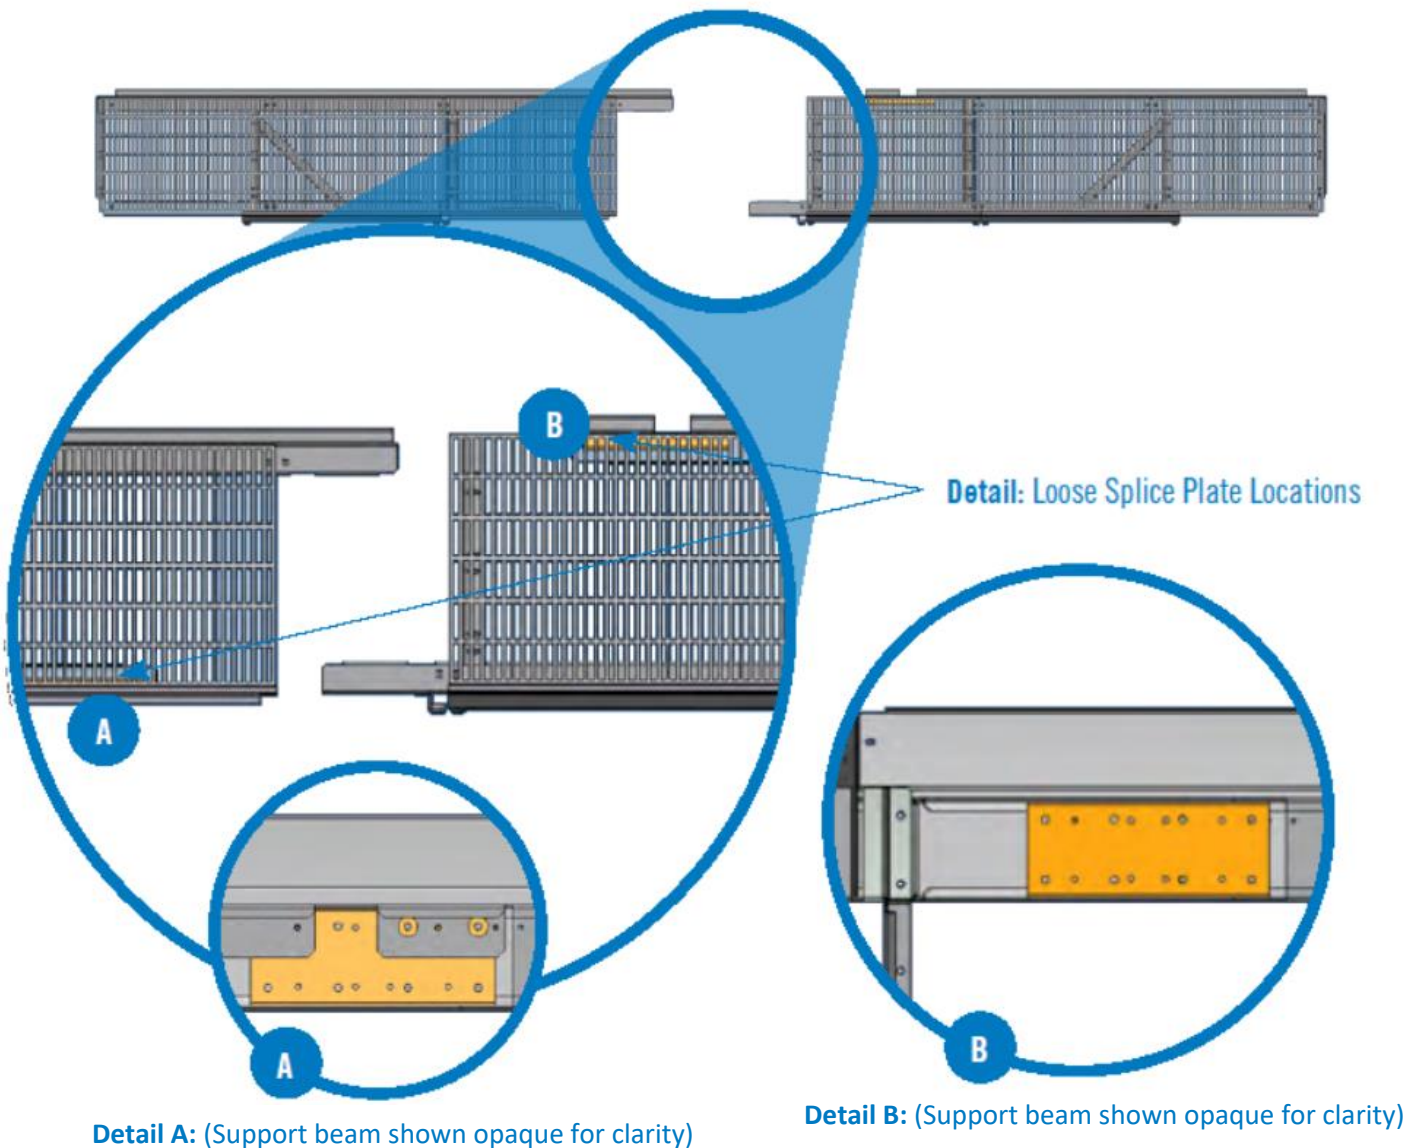 B
Detail: Loose Splice Plate Locations
A
A
B
Detail A: (Support beam shown opaque for clarity)
Detail B: (Support beam shown opaque for clarity)